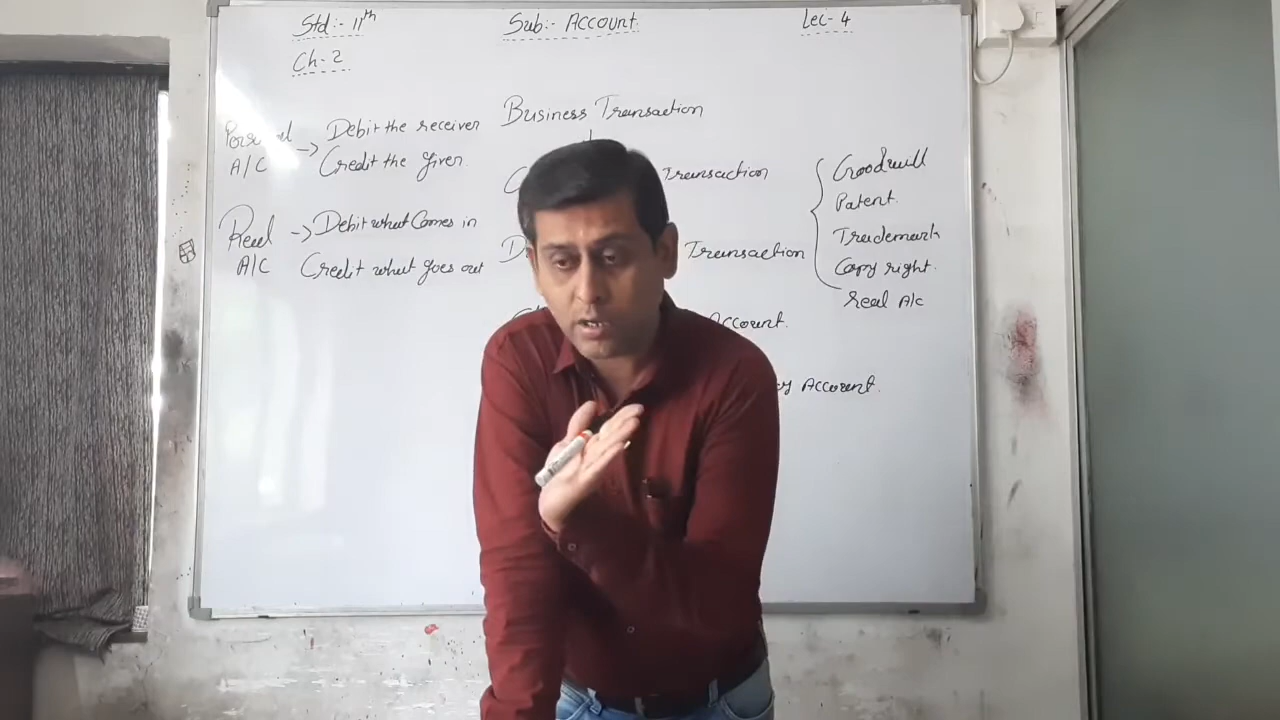 Std:- 11th Sub:- Account. Lec- 4
Ch- 2
Business Transaction
Personal A/C -> Debit the receiver
Credit the Giver.
Real A/C -> Debit what Comes in
Credit what goes out
Transaction
Transaction
Account.
Account.
Goodwill
Patent.
Trademark
Copy right.
Real A/c